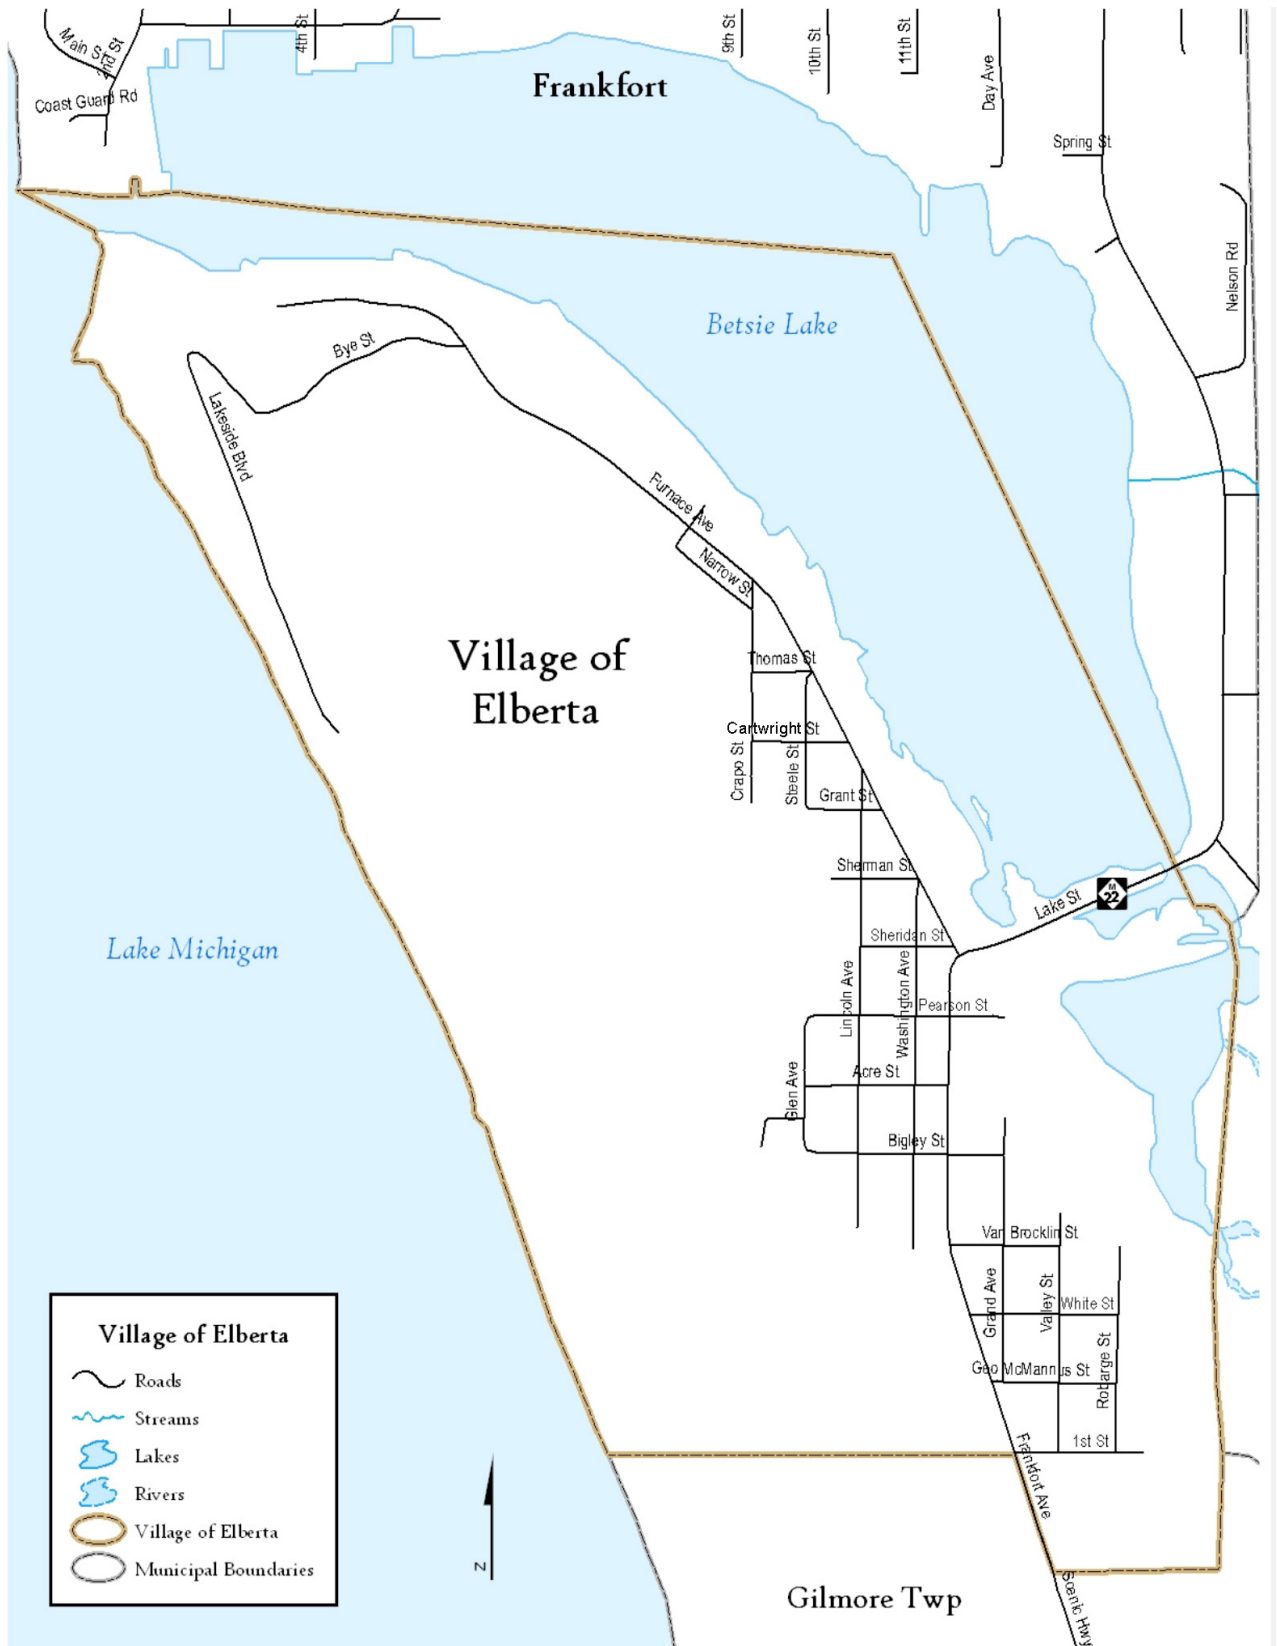 Main St
2nd St
4th St
9th St
10th St
11th St
Day Ave
Coast Guard Rd
Frankfort
Spring St
Nelson Rd
Betsie Lake
Bye St
Lakeside Blvd
Furnace Ave
Narrow St
Village of
Elberta
Thomas St
Cartwright St
Crapo St
Steele St
Grant St
Sherman St
M
22
Lake St
Sheridan St
Lake Michigan
Lincoln Ave
Washington Ave
Pearson St
Glen Ave
Acre St
Bigley St
Van Brocklin St
Grand Ave
Valley St
White St
Robarge St
Geo McMannus St
1st St
Frankfort Ave
Scenic Hwy
Village of Elberta
Roads
Streams
Lakes
Rivers
Village of Elberta
Municipal Boundaries
N
Gilmore Twp